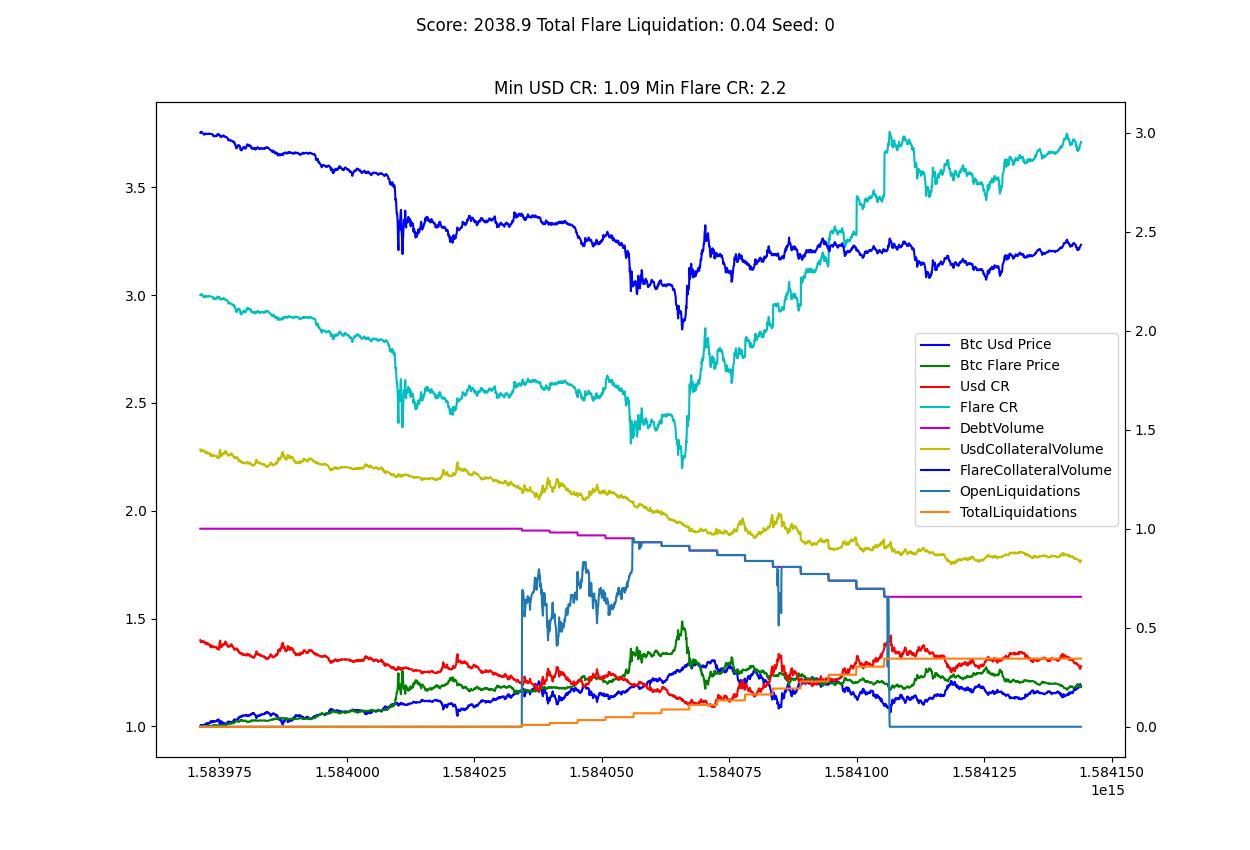 Score: 2038.9 Total Flare Liquidation: 0.04 Seed: 0
Min USD CR: 1.09 Min Flare CR: 2.2
3.5
3.0
2.5
2.0
1.5
1.0
3.0
2.5
2.0
1.5
1.0
0.5
0.0
Btc Usd Price
Btc Flare Price
Usd CR
Flare CR
DebtVolume
UsdCollateralVolume
FlareCollateralVolume
OpenLiquidations
TotalLiquidations
1.583975 1.584000 1.584025 1.584050 1.584075 1.584100 1.584125 1.584150
1e15